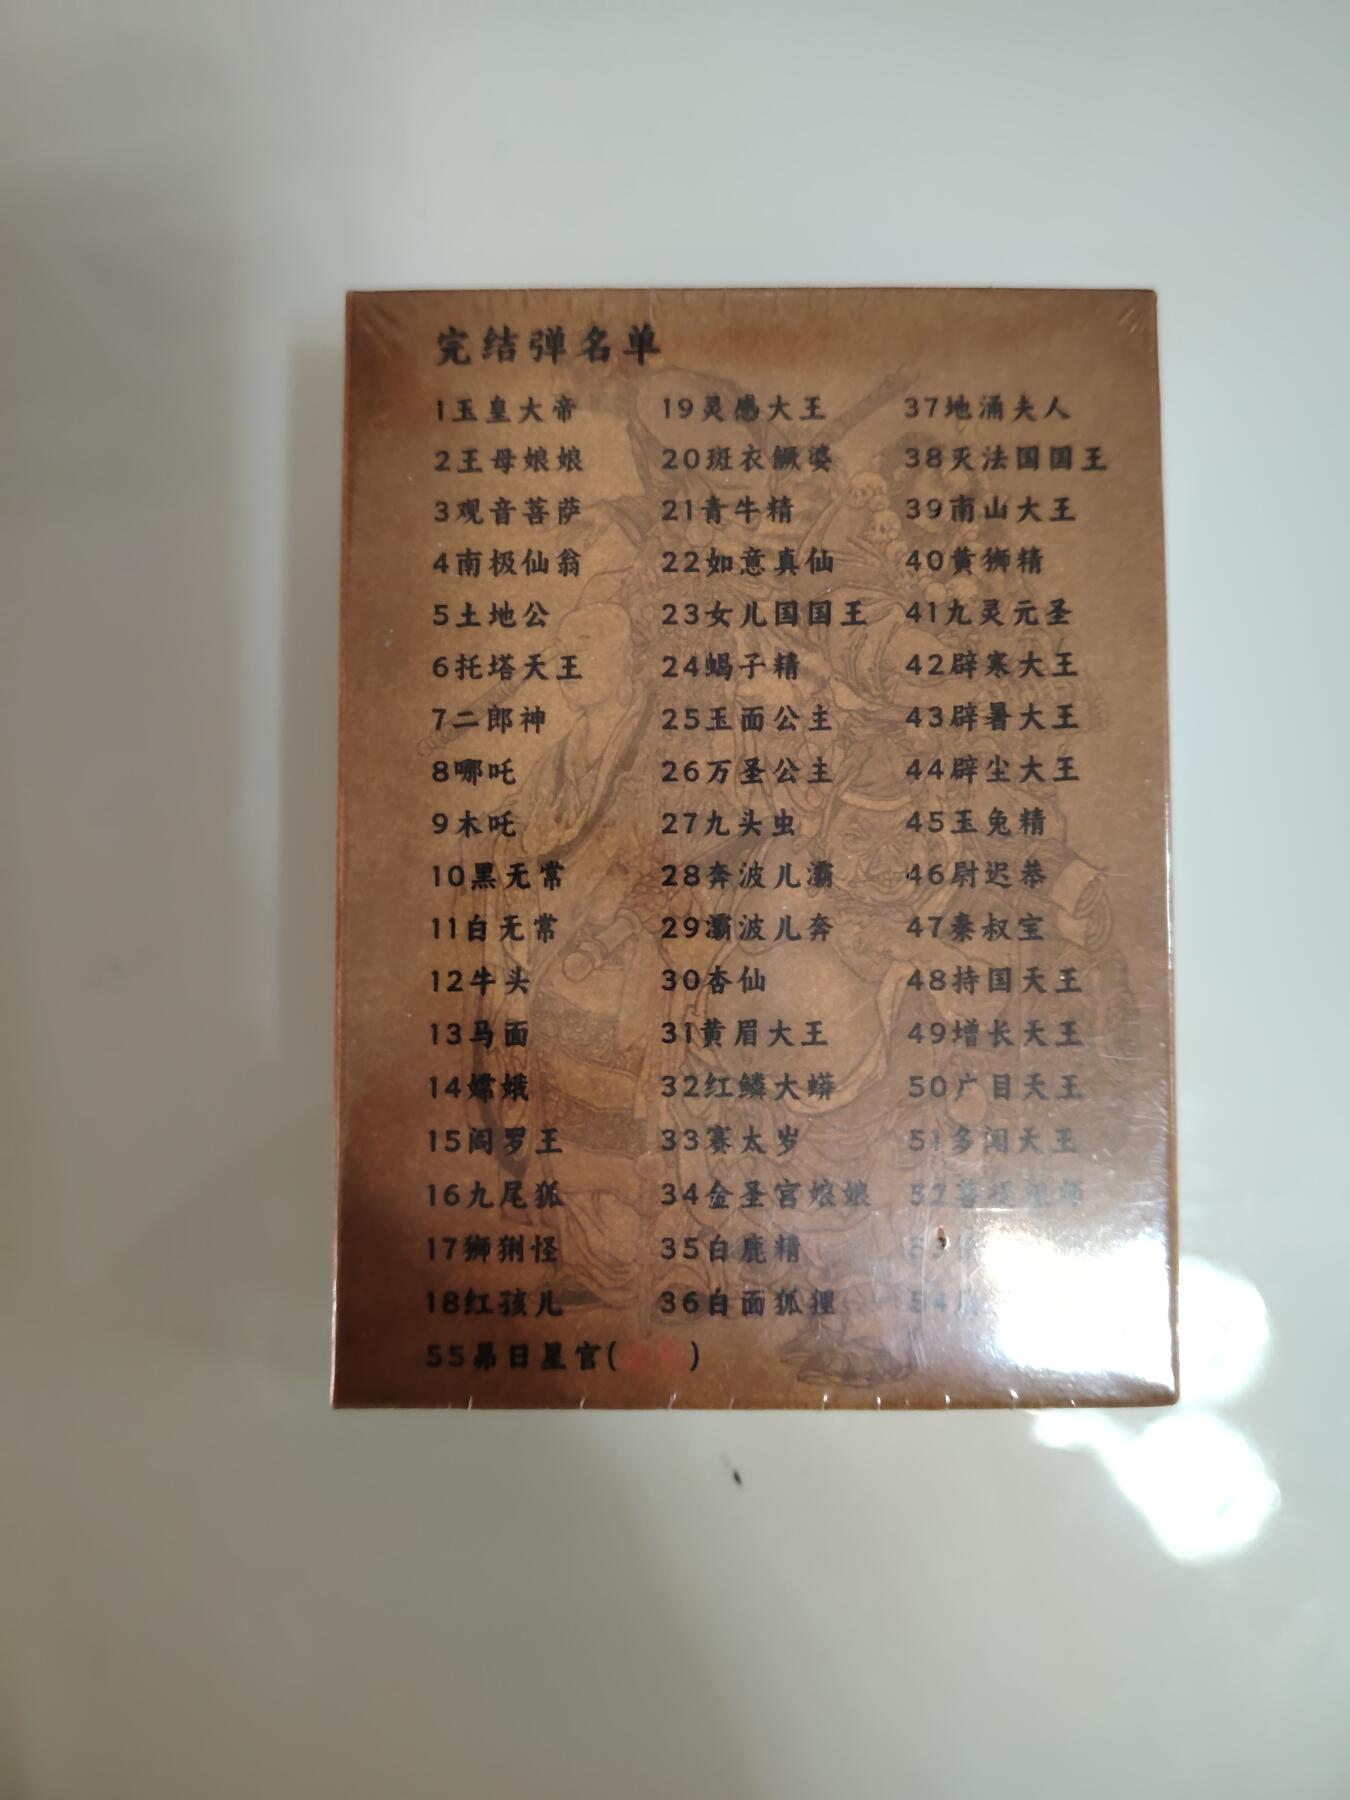 完结弹名单
1玉皇大帝
2王母娘娘
3观音菩萨
4南极仙翁
5土地公
6托塔天王
7二郎神
8哪吒
9木吒
10黑无常
11白无常
12牛头
13马面
14嫦娥
15阎罗王
16九尾狐
17狮猁怪
18红孩儿
19灵感大王
20斑衣鳜婆
21青牛精
22如意真仙
23女儿国国王
24蝎子精
25玉面公主
26万圣公主
27九头虫
28奔波儿灞
29灞波儿奔
30杏仙
31黄眉大王
32红鳞大蟒
33赛太岁
34金圣宫娘娘
35白鹿精
36白面狐狸
37地涌夫人
38灭法国国王
39南山大王
40黄狮精
41九灵元圣
42辟寒大王
43辟暑大王
44辟尘大王
45玉兔精
46尉迟恭
47秦叔宝
48持国天王
49增长天王
50广目天王
51多闻天王
52菩提祖师
53
54
55昴日星官( )